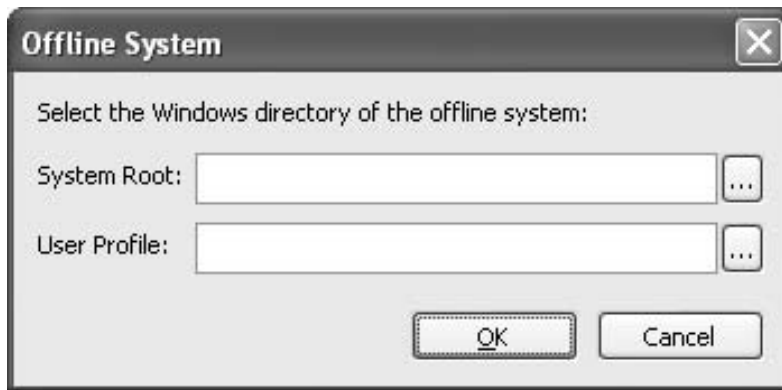 Offline System
Select the Windows directory of the offline system:
System Root:
...
User Profile:
...
OK
Cancel